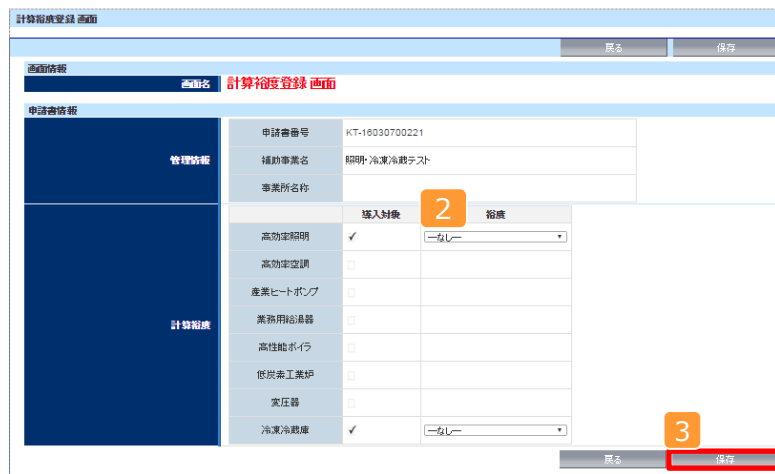 計算裕度登録 画面
戻る 保存
画面情報
画面名 計算裕度登録 画面
申請書情報
管理情報
申請書番号 KT-16030700221
補助事業名 照明・冷凍冷蔵テスト
事業所名称
計算裕度
導入対象 2 裕度
高効率照明 ✓ —なし—
高効率空調
産業ヒートポンプ
業務用給湯器
高性能ボイラ
低炭素工業炉
変圧器
冷凍冷蔵庫 ✓ —なし—
3
戻る 保存